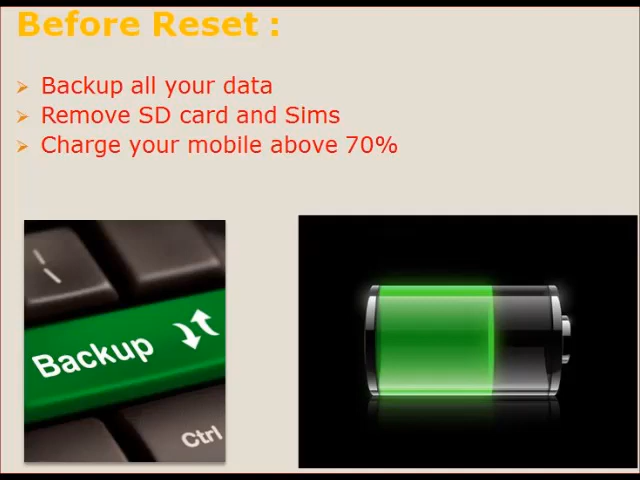 Before Reset :
Backup all your data
Remove SD card and Sims
Charge your mobile above 70%
Backup
Ctrl